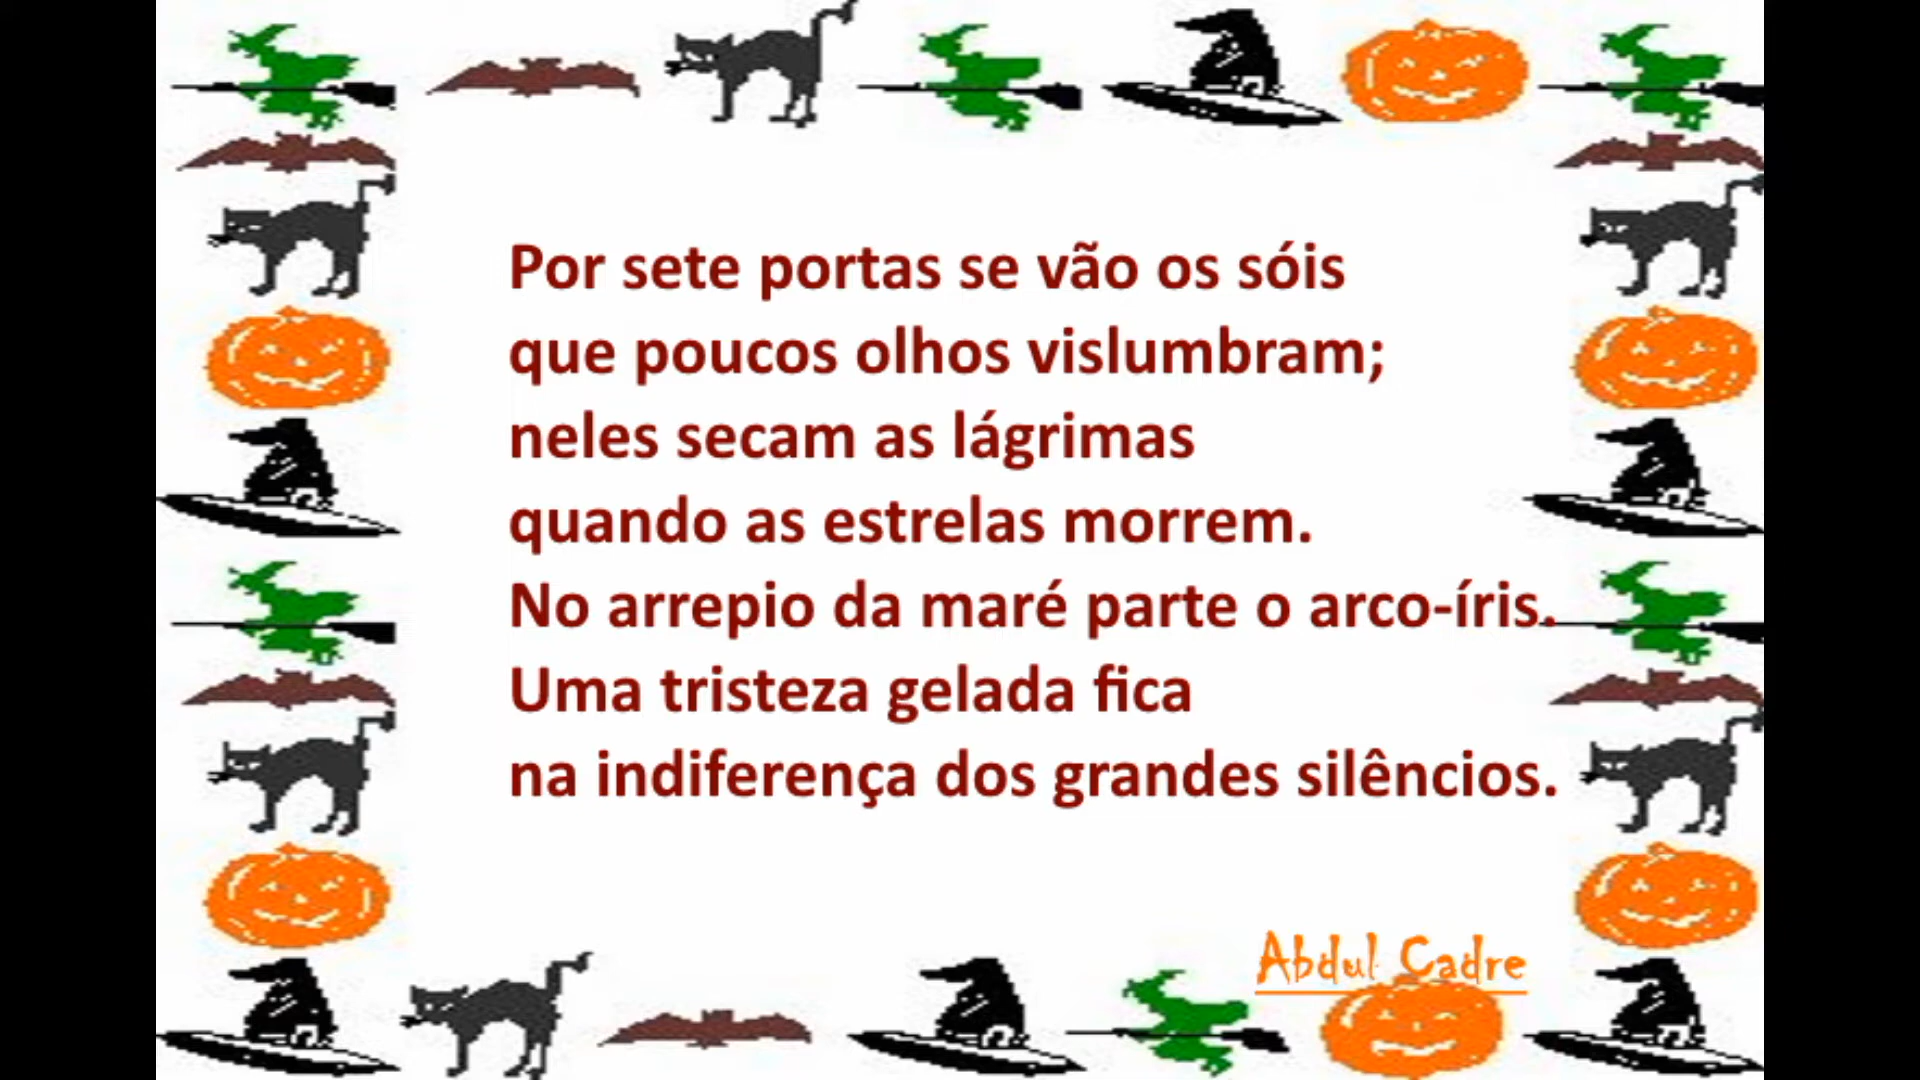 Por sete portas se vão os sóis
que poucos olhos vislumbram;
neles secam as lágrimas
quando as estrelas morrem.
No arrepio da maré parte o arco-íris.
Uma tristeza gelada fica
na indiferença dos grandes silêncios.
Abdul Cadre